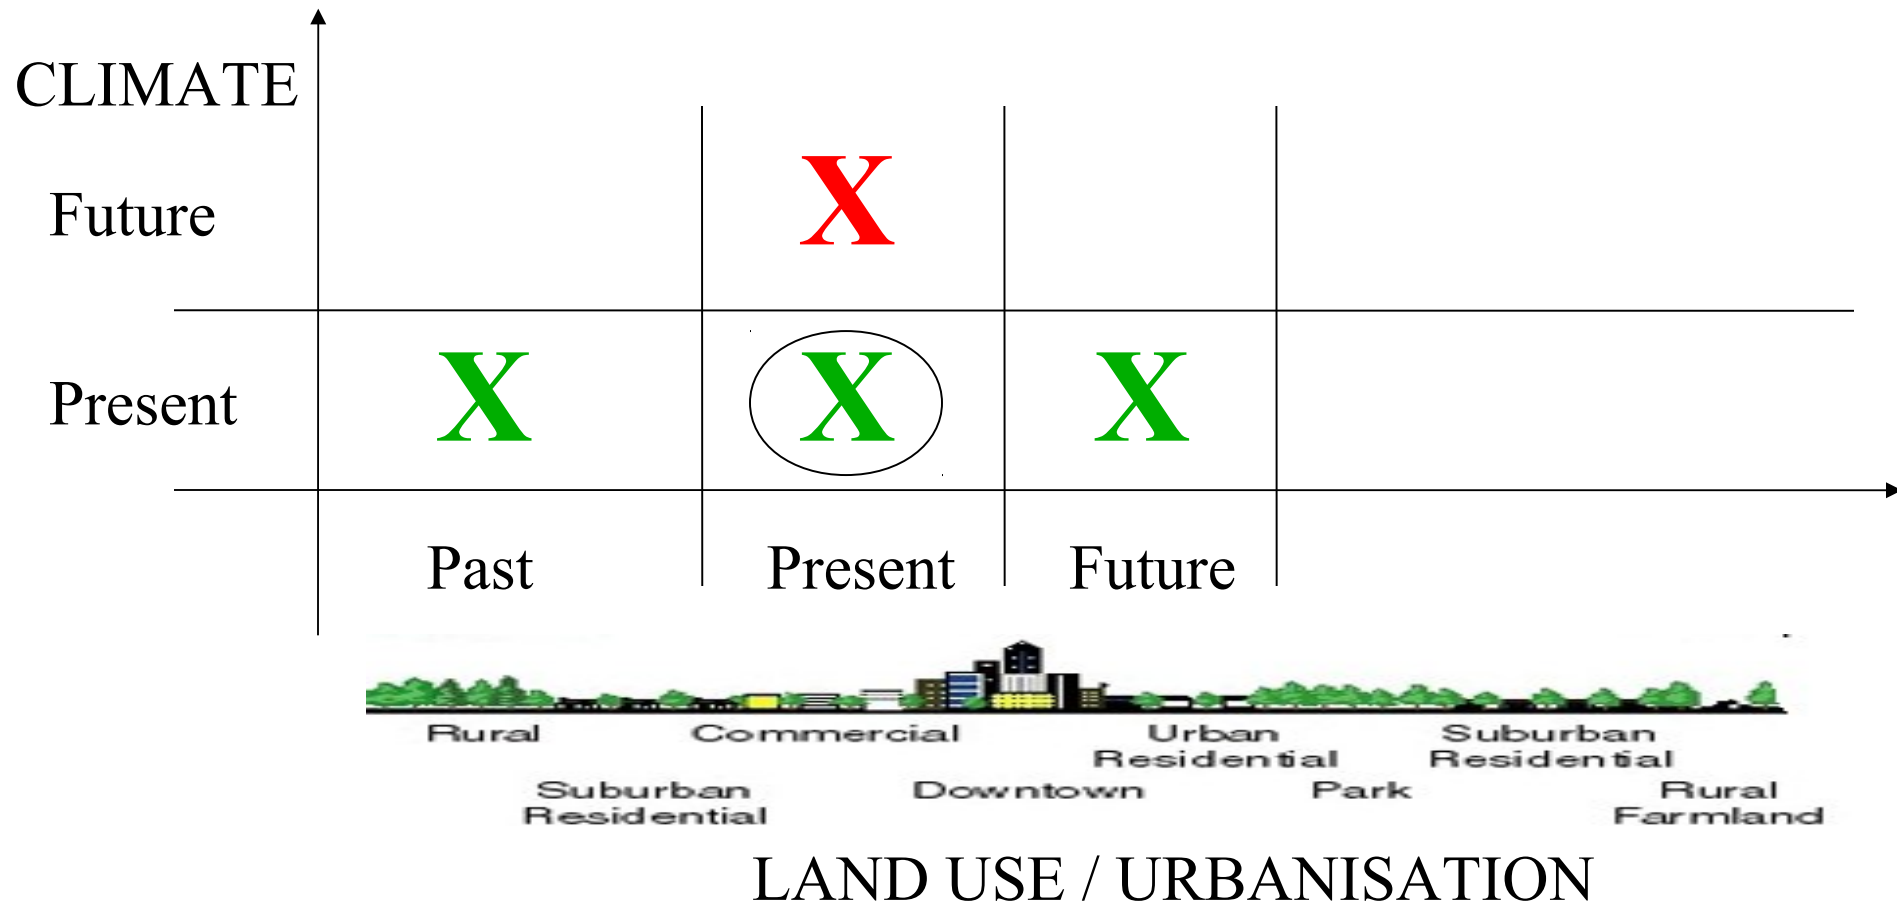 CLIMATE
X
Future
Present
X X X
Past Present Future
Rural Commercial Urban Suburban
Residential Residential
Suburban Downtown Park Rural
Residential Farmland
LAND USE / URBANISATION